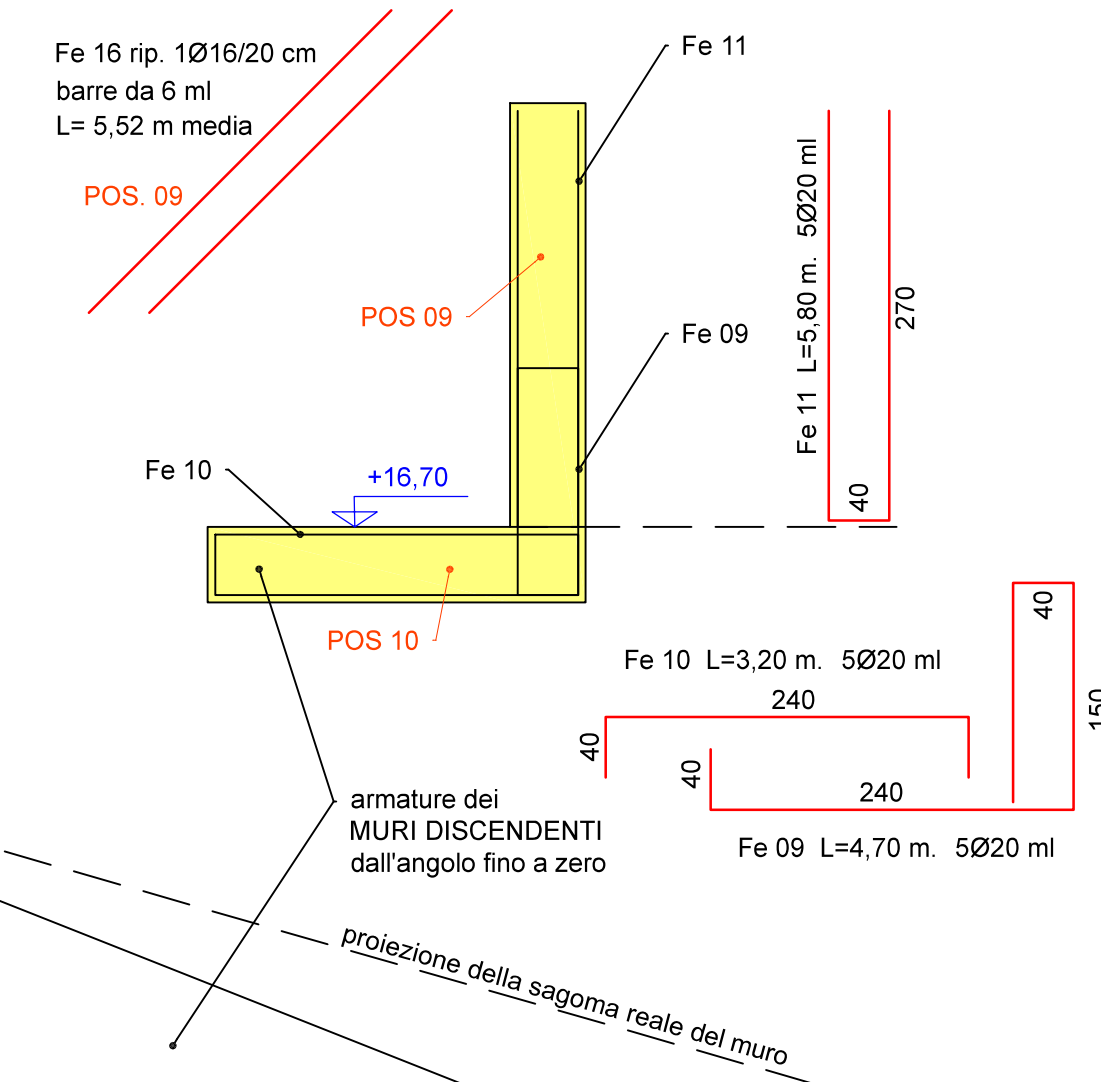 Fe 16 rip. 1Ø16/20 cm
barre da 6 ml
L= 5,52 m media
POS. 09
Fe 11
POS 09
Fe 09
Fe 11 L=5,80 m. 5Ø20 ml
270
40
Fe 10
+16,70
POS 10
Fe 10 L=3,20 m. 5Ø20 ml
240
40
40
240
40
150
Fe 09 L=4,70 m. 5Ø20 ml
armature dei
MURI DISCENDENTI
dall'angolo fino a zero
proiezione della sagoma reale del muro